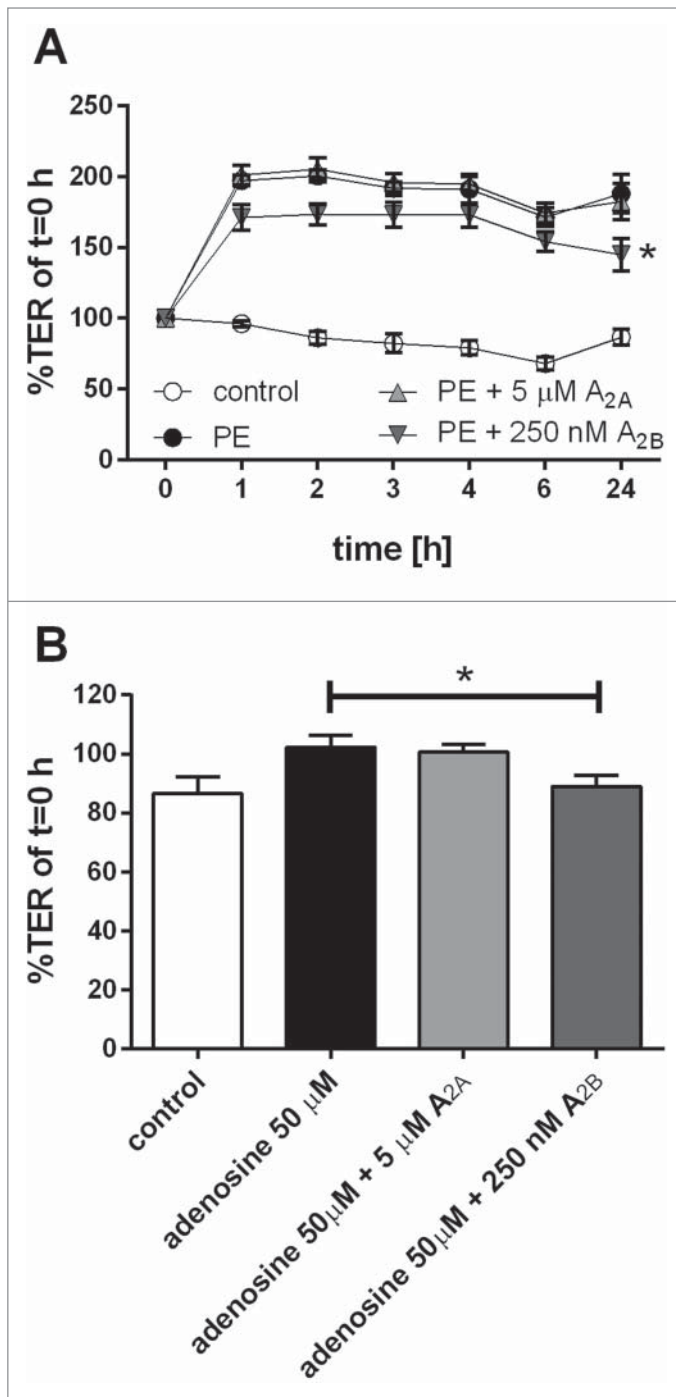 A
%TER of t=0 h
250
200
150
100
50
0
*
control
PE
PE + 5 μM A2A
PE + 250 nM A2B
0 1 2 3 4 6 24
time [h]
B
%TER of t=0 h
120
100
80
60
40
20
0
*
control
adenosine 50 μM
adenosine 50μM + 5 μM A2A
adenosine 50μM + 250 nM A2B